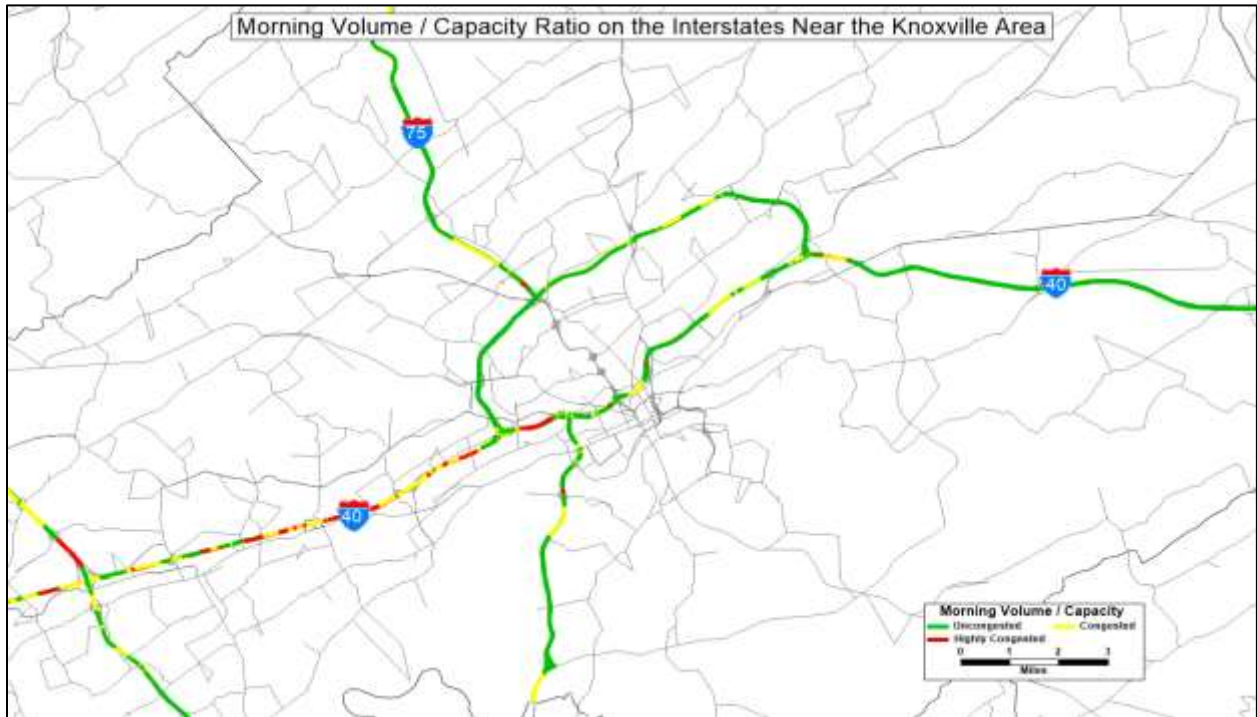 Morning Volume / Capacity Ratio on the Interstates Near the Knoxville Area
75
40
40
Morning Volume / Capacity
Uncongested Congested
Highly Congested
0 1 2 3
Miles